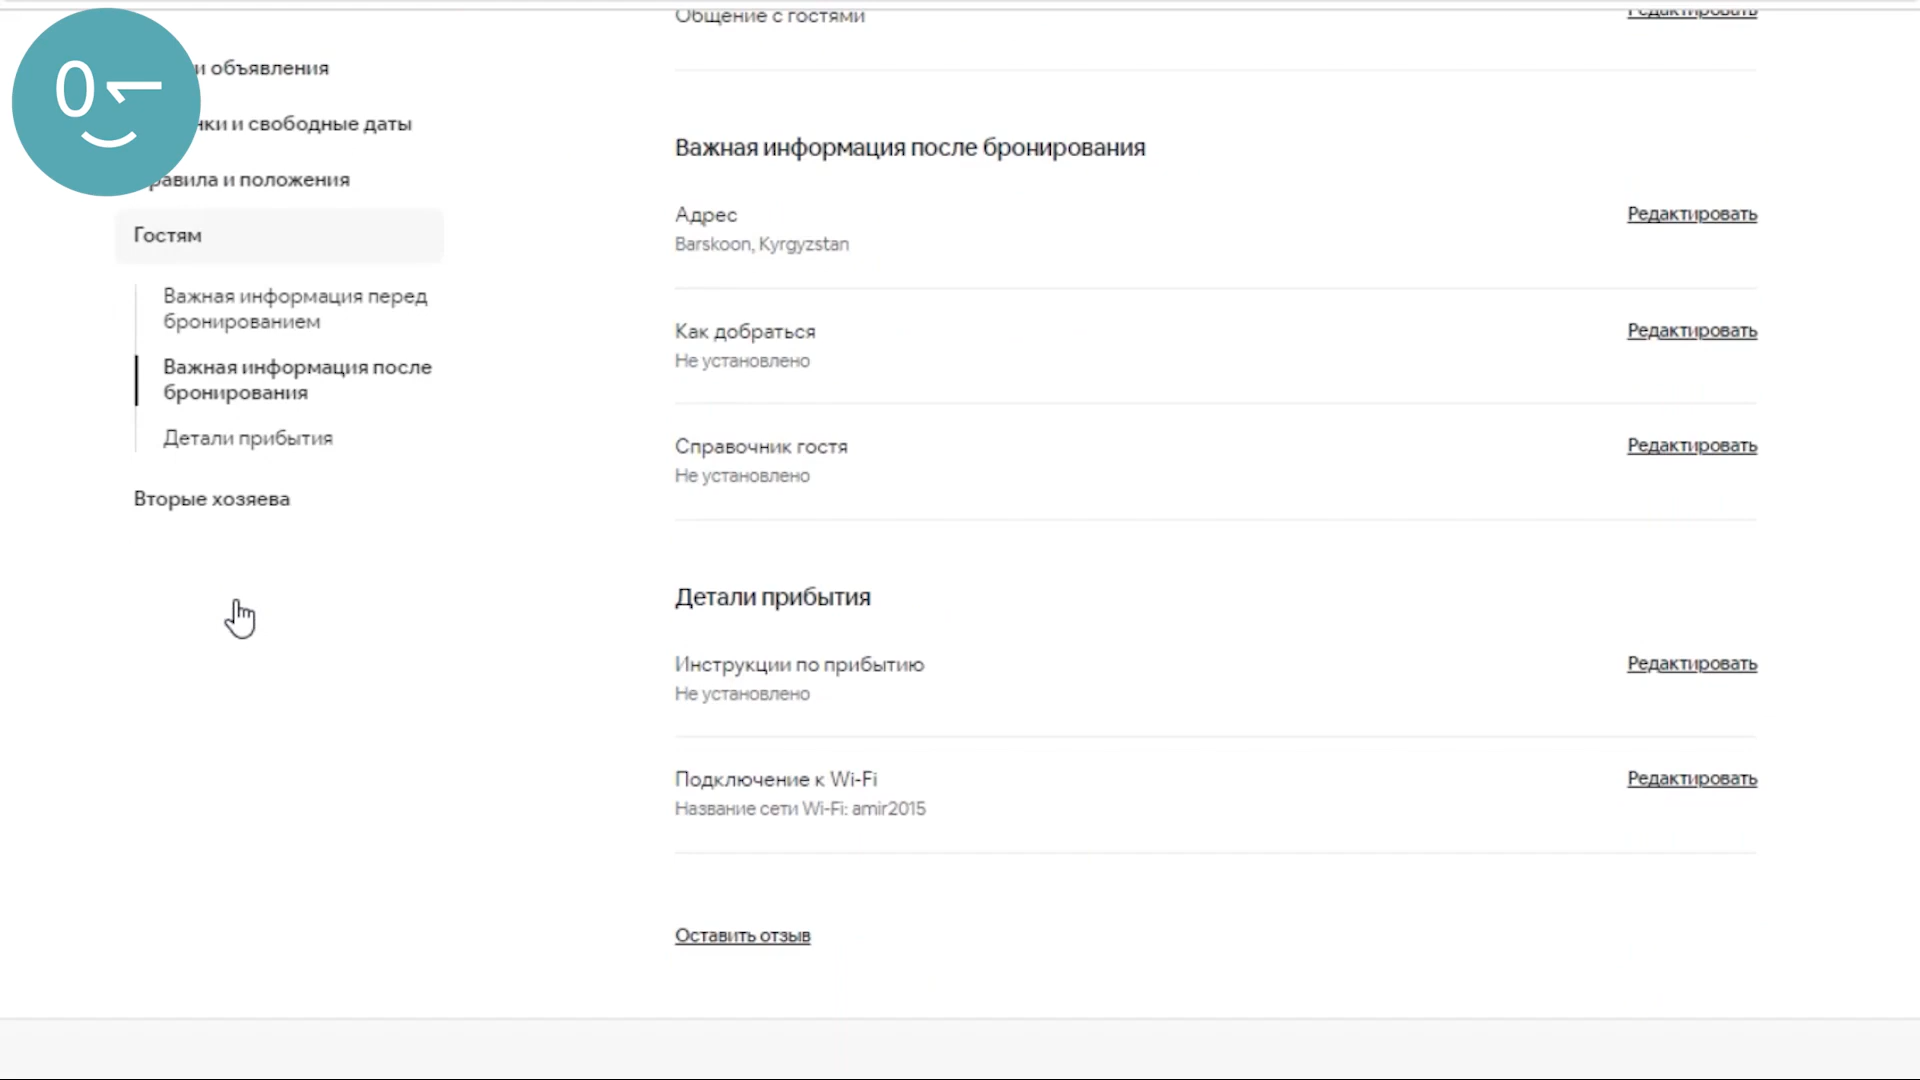 Общение с гостями
Редактировать
и объявления
нки и свободные даты
равила и положения
Гостям
Важная информация перед
бронированием
Важная информация после
бронирования
Детали прибытия
Вторые хозяева
Важная информация после бронирования
Адрес
Barskoon, Kyrgyzstan
Редактировать
Как добраться
Не установлено
Редактировать
Справочник гостя
Не установлено
Редактировать
Детали прибытия
Инструкции по прибытию
Не установлено
Редактировать
Подключение к Wi-Fi
Название сети Wi-Fi: amir2015
Редактировать
Оставить отзыв